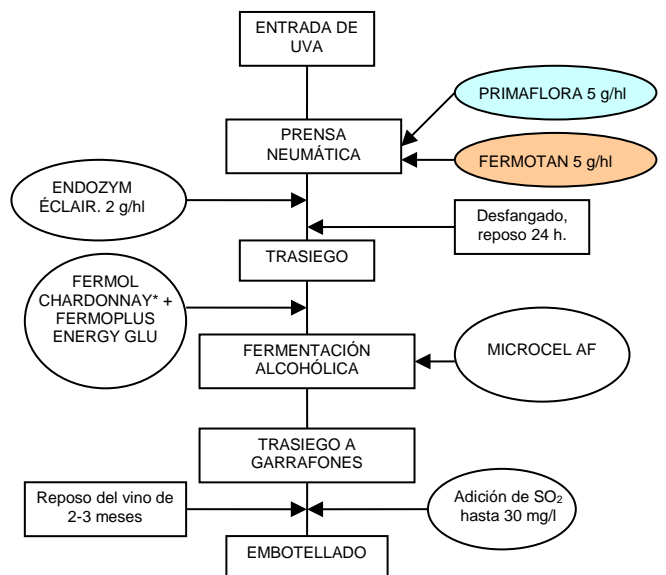 ENTRADA DE
UVA
PRIMAFLORA 5 g/hl
PRENSA
NEUMÁTICA
FERMOTAN 5 g/hl
ENDOZYM
ÉCLAIR. 2 g/hl
Desfangado,
reposo 24 h.
TRASIEGO
FERMOL
CHARDONNAY* +
FERMOPLUS
ENERGY GLU
FERMENTACIÓN
ALCOHÓLICA
MICROCEL AF
TRASIEGO A
GARRAFONES
Reposo del vino de
2-3 meses
Adición de SO₂
hasta 30 mg/l
EMBOTELLADO